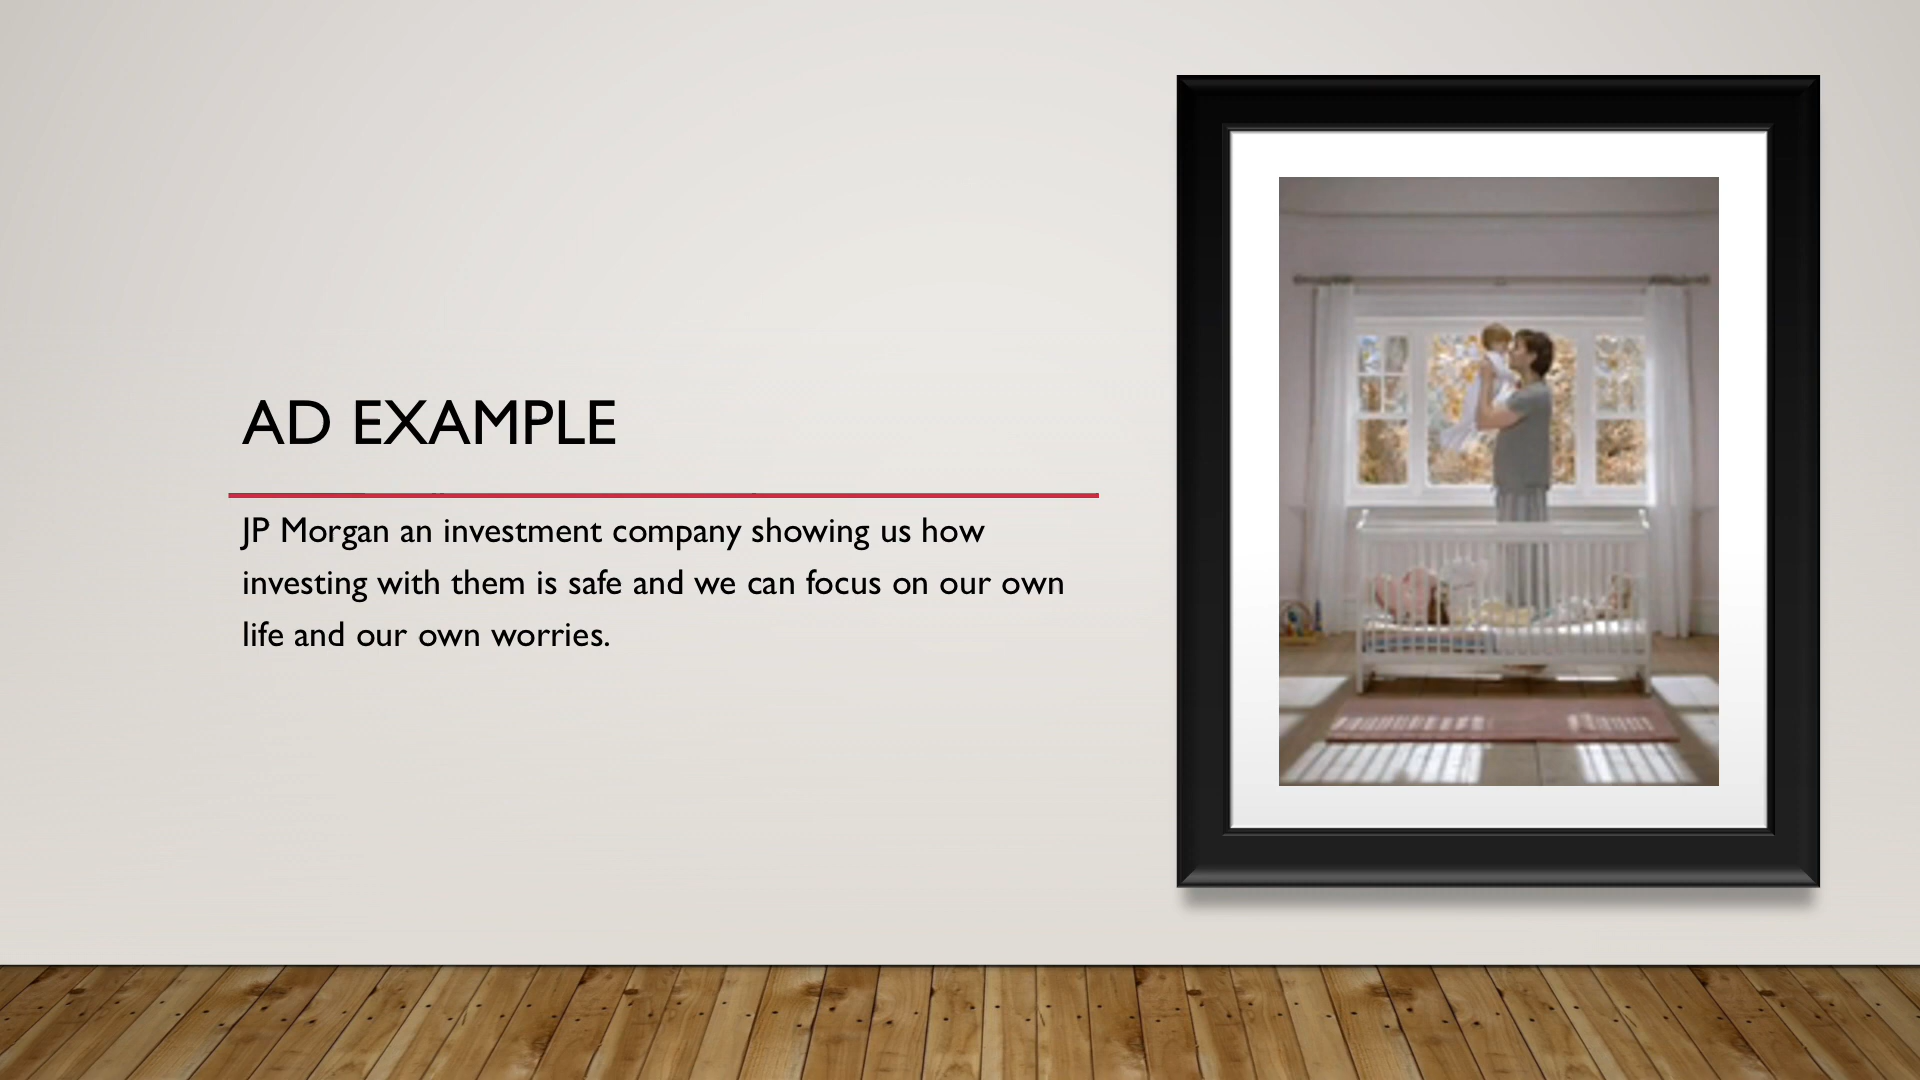 AD EXAMPLE
JP Morgan an investment company showing us how
investing with them is safe and we can focus on our own
life and our own worries.